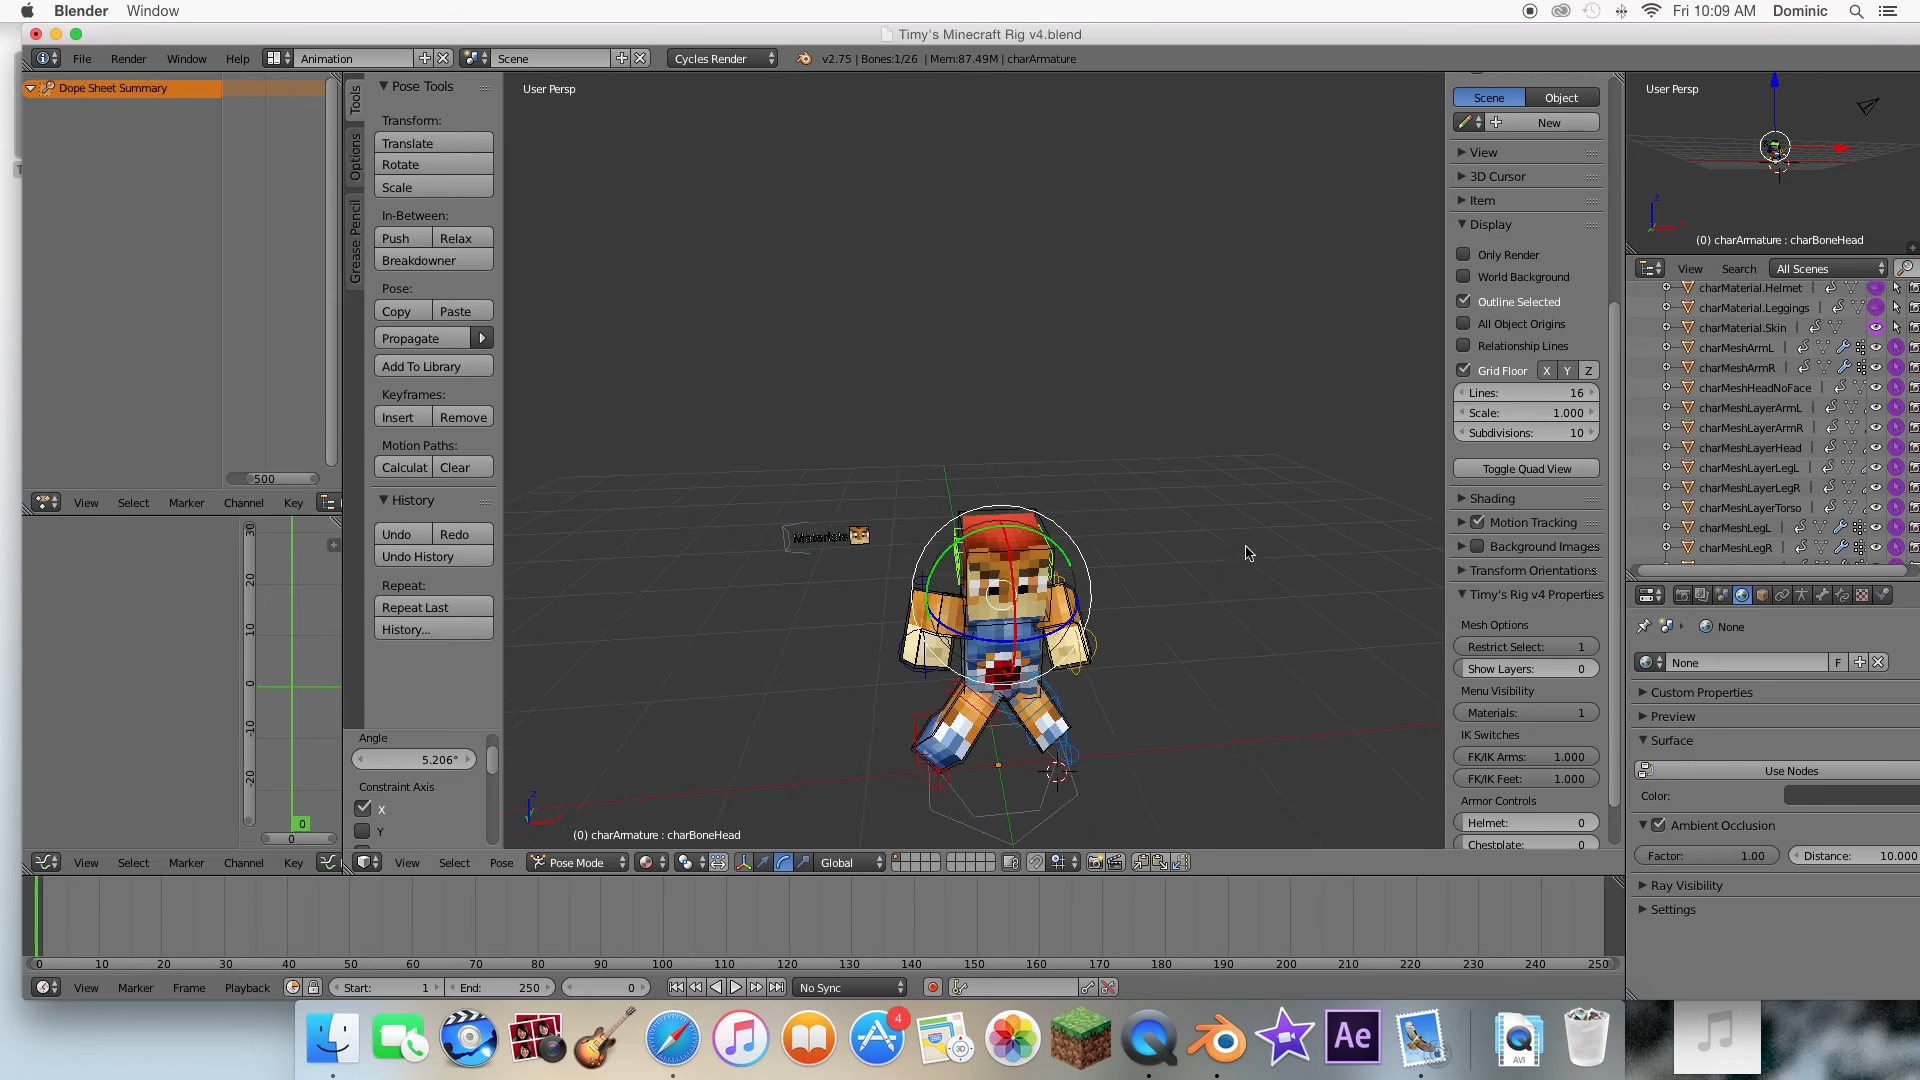 Blender Window
Fri 10:09 AM Dominic
Timy's Minecraft Rig v4.blend
File Render Window Help Animation Scene Cycles Render v2.75 | Bones:1/26 | Mem:87.49M | charArmature
Dope Sheet Summary
500
View Select Marker Channel Key
30
20
10
0
-10
-20
0
0
View Select Marker Channel Key
Tools
Options
Grease Pencil
Pose Tools
Transform:
Translate
Rotate
Scale
In-Between:
Push Relax
Breakdowner
Pose:
Copy Paste
Propagate
Add To Library
Keyframes:
Insert Remove
Motion Paths:
Calculat Clear
History
Undo Redo
Undo History
Repeat:
Repeat Last
History...
Angle
5.206°
Constraint Axis
X
Y
User Persp
Materials
(0) charArmature : charBoneHead
View Select Pose Pose Mode Global
Scene Object
New
View
3D Cursor
Item
Display
Only Render
World Background
Outline Selected
All Object Origins
Relationship Lines
Grid Floor X Y Z
Lines: 16
Scale: 1.000
Subdivisions: 10
Toggle Quad View
Shading
Motion Tracking
Background Images
Transform Orientations
Timy's Rig v4 Properties
Mesh Options
Restrict Select: 1
Show Layers: 0
Menu Visibility
Materials: 1
IK Switches
FK/IK Arms: 1.000
FK/IK Feet: 1.000
Armor Controls
Helmet: 0
Chestplate: 0
User Persp
(0) charArmature : charBoneHead
View Search All Scenes
charMaterial.Helmet
charMaterial.Leggings
charMaterial.Skin
charMeshArmL
charMeshArmR
charMeshHeadNoFace
charMeshLayerArmL
charMeshLayerArmR
charMeshLayerHead
charMeshLayerLegL
charMeshLayerLegR
charMeshLayerTorso
charMeshLegL
charMeshLegR
None
None F
Custom Properties
Preview
Surface
Use Nodes
Color:
Ambient Occlusion
Factor: 1.00 Distance: 10.000
Ray Visibility
Settings
0 10 20 30 40 50 60 70 80 90 100 110 120 130 140 150 160 170 180 190 200 210 220 230 240 250
View Marker Frame Playback Start: 1 End: 250 0 No Sync
4
3D
Ae
AVI